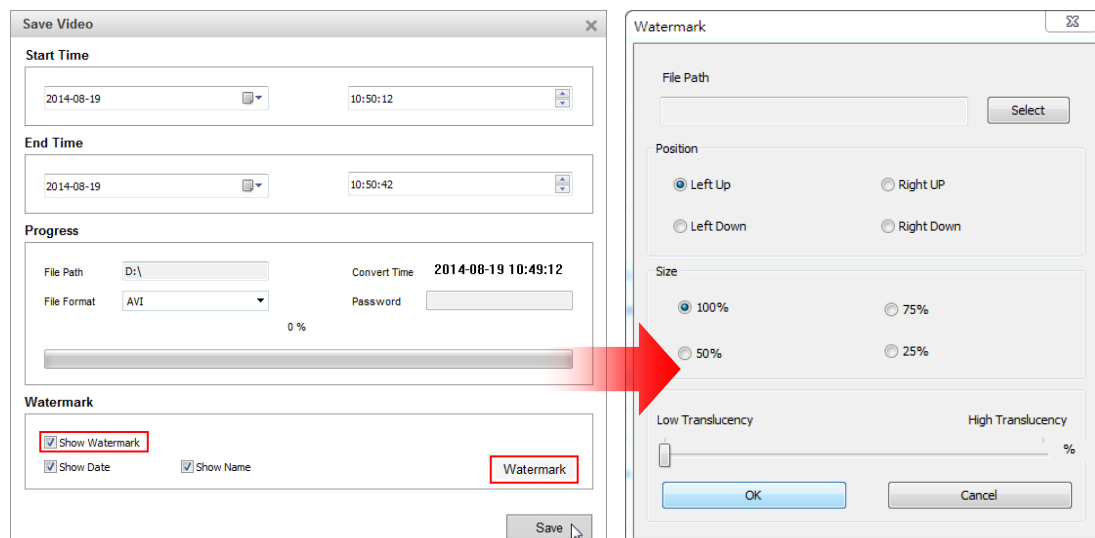 Save Video
Start Time
2014-08-19 10:50:12
End Time
2014-08-19 10:50:42
Progress
File Path D:\ Convert Time 2014-08-19 10:49:12
File Format AVI Password
0 %
Watermark
Show Watermark
Show Date Show Name Watermark
Save
Watermark
File Path
Select
Position
Left Up Right UP
Left Down Right Down
Size
100% 75%
50% 25%
Low Translucency High Translucency
%
OK Cancel